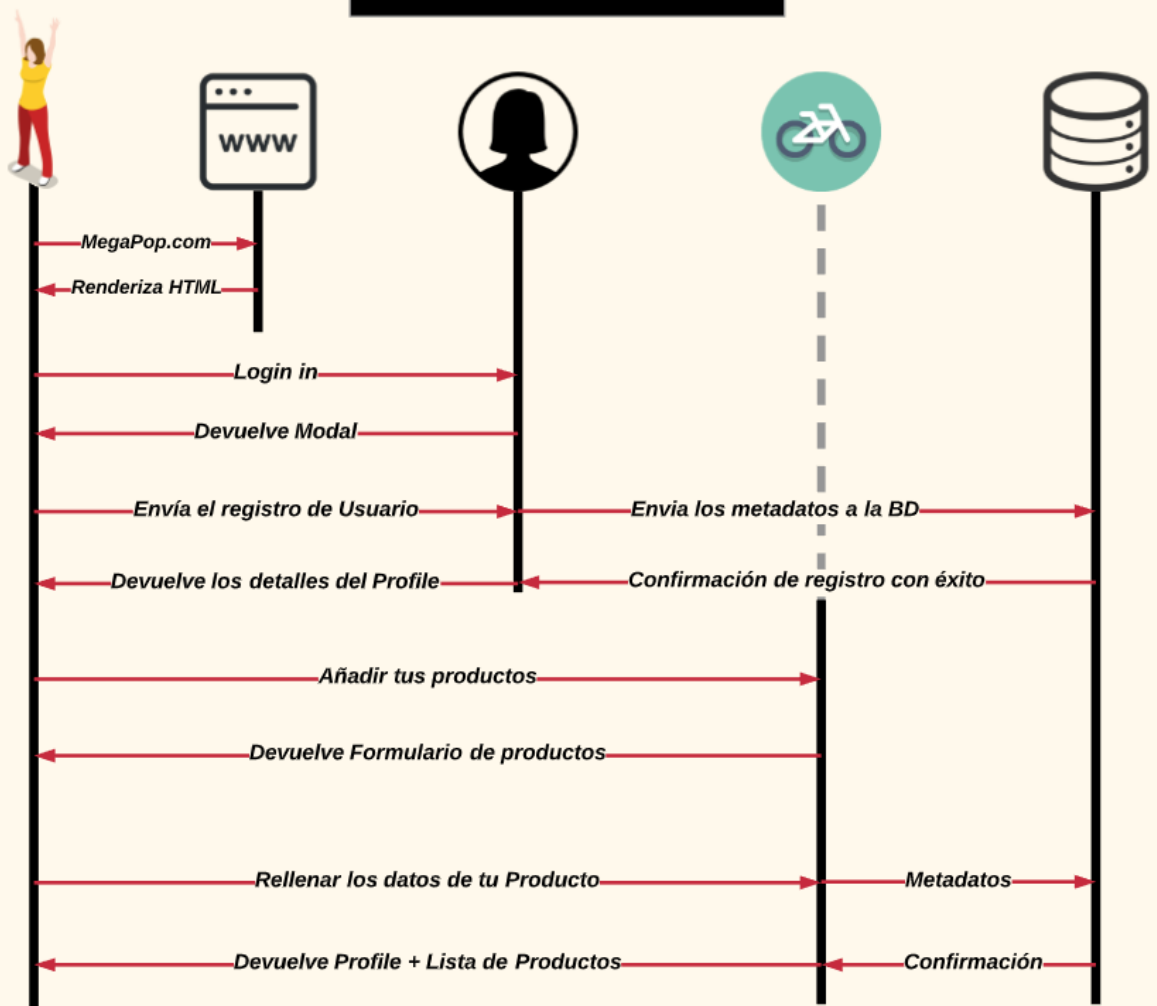 www
MegaPop.com
Renderiza HTML
Login in
Devuelve Modal
Envía el registro de Usuario
Envia los metadatos a la BD
Devuelve los detalles del Profile
Confirmación de registro con éxito
Añadir tus productos
Devuelve Formulario de productos
Rellenar los datos de tu Producto
Metadatos
Devuelve Profile + Lista de Productos
Confirmación